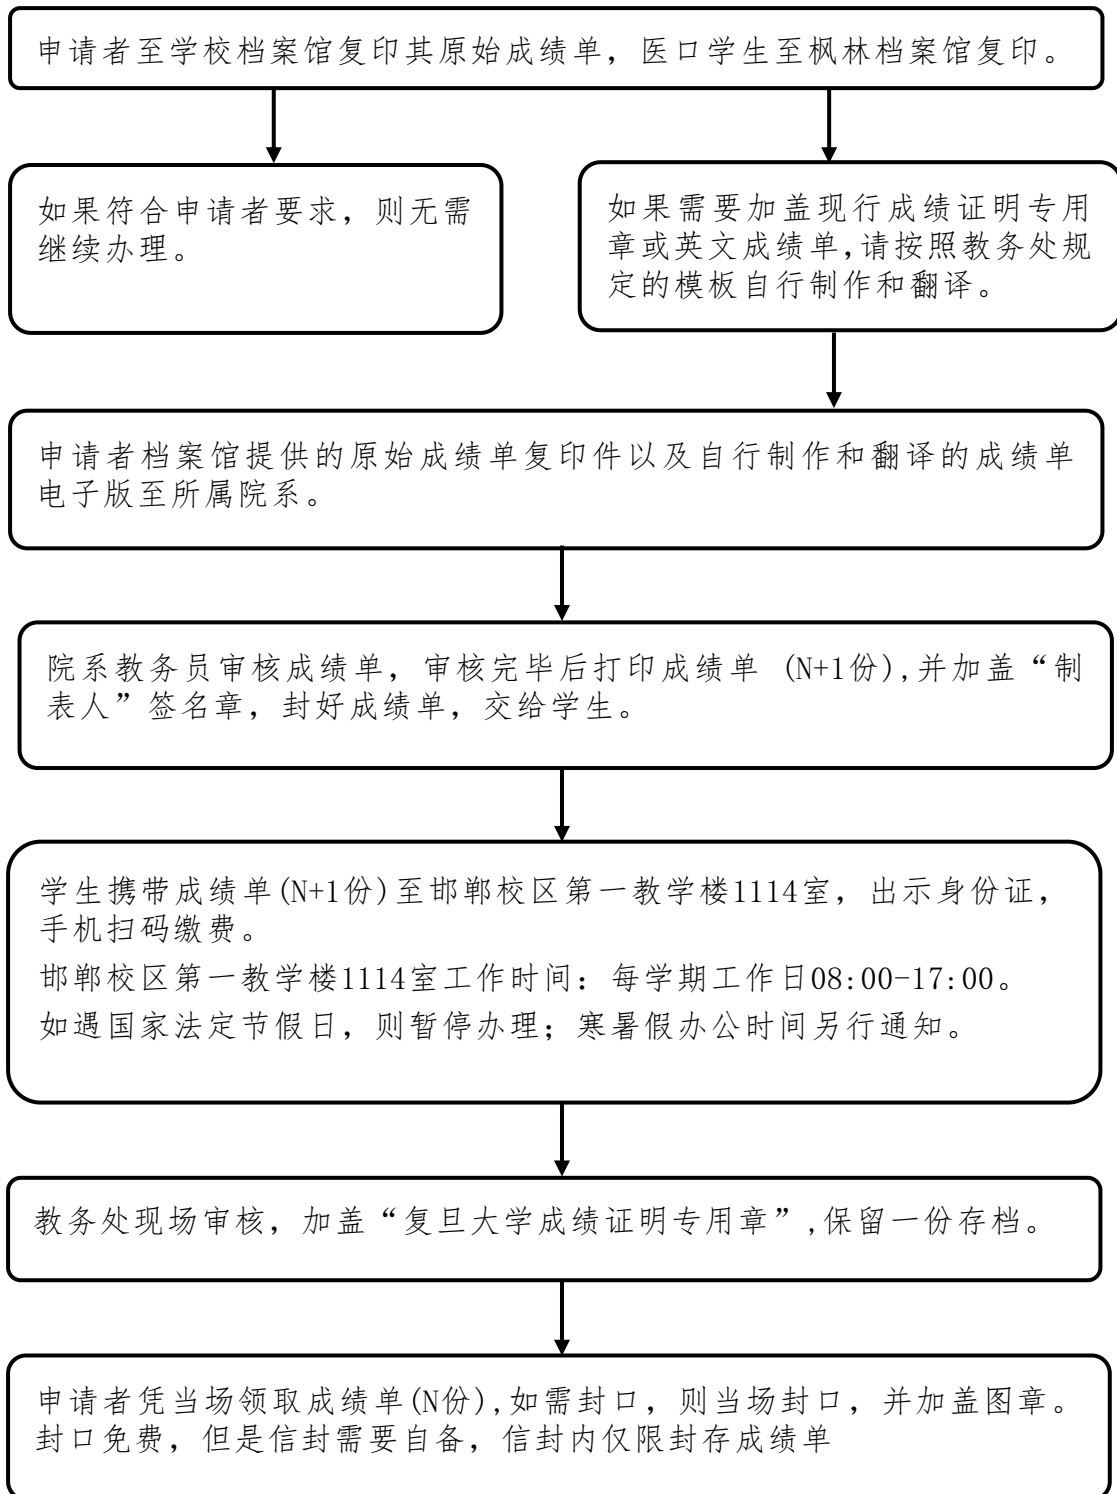 申请者至学校档案馆复印其原始成绩单，医口学生至枫林档案馆复印。
如果符合申请者要求，则无需
继续办理。
如果需要加盖现行成绩证明专用
章或英文成绩单,请按照教务处规
定的模板自行制作和翻译。
申请者档案馆提供的原始成绩单复印件以及自行制作和翻译的成绩单
电子版至所属院系。
院系教务员审核成绩单，审核完毕后打印成绩单 (N+1份),并加盖“制
表人”签名章，封好成绩单，交给学生。
学生携带成绩单(N+1份)至邯郸校区第一教学楼1114室，出示身份证，
手机扫码缴费。
邯郸校区第一教学楼1114室工作时间：每学期工作日08:00-17:00。
如遇国家法定节假日，则暂停办理；寒暑假办公时间另行通知。
教务处现场审核，加盖“复旦大学成绩证明专用章”,保留一份存档。
申请者凭当场领取成绩单(N份),如需封口，则当场封口，并加盖图章。
封口免费，但是信封需要自备，信封内仅限封存成绩单